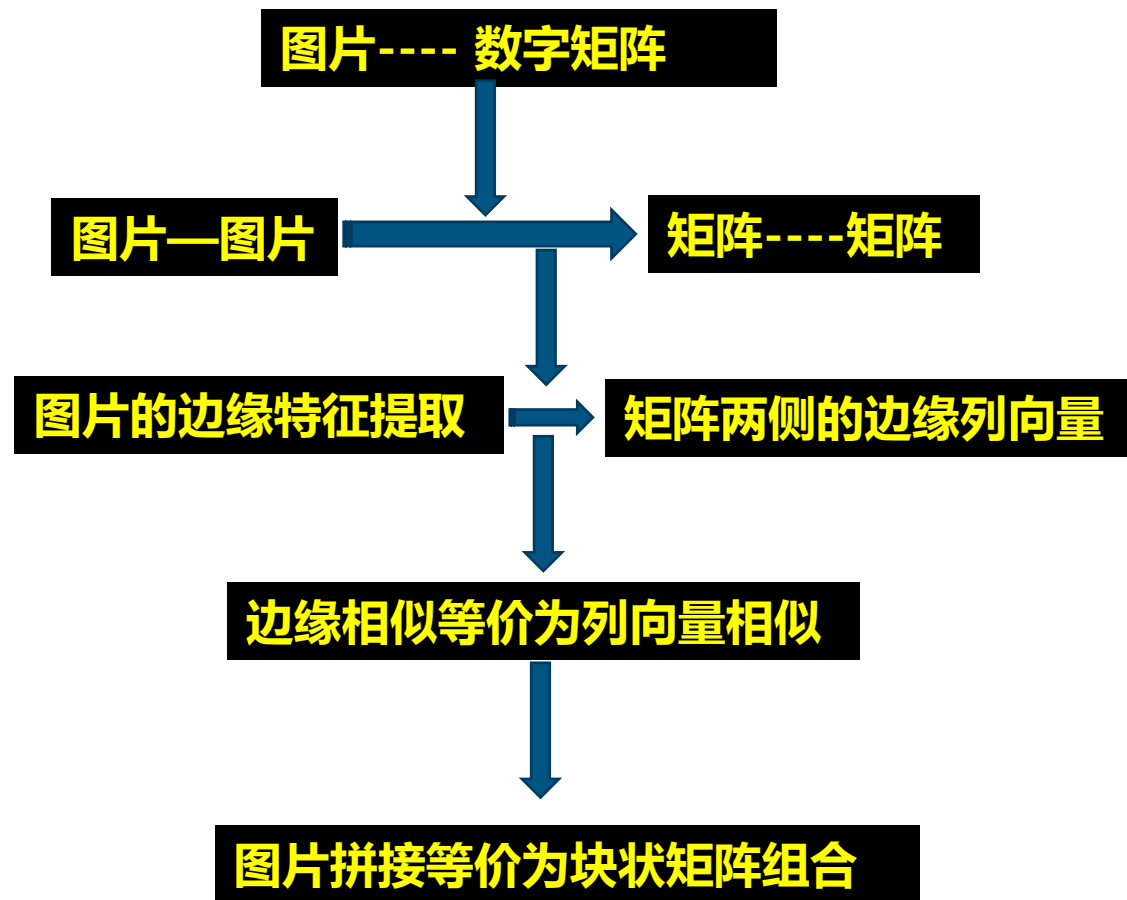 图片---- 数字矩阵
图片—图片
矩阵----矩阵
图片的边缘特征提取
矩阵两侧的边缘列向量
边缘相似等价为列向量相似
图片拼接等价为块状矩阵组合